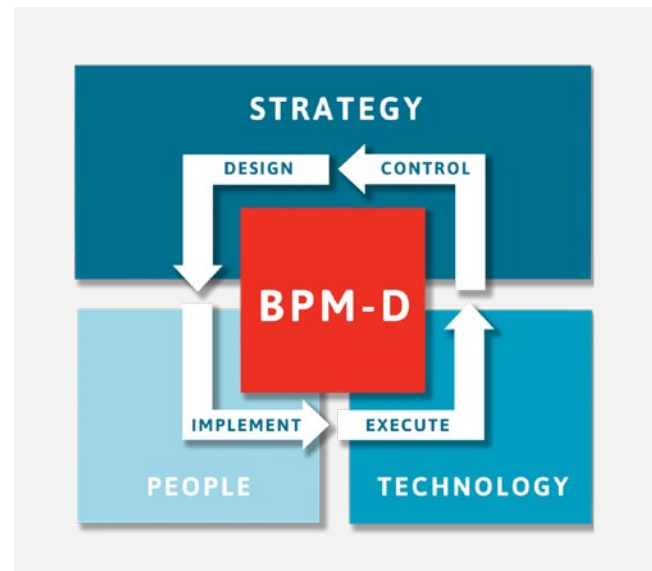 STRATEGY
DESIGN
CONTROL
BPM-D
IMPLEMENT
EXECUTE
PEOPLE
TECHNOLOGY